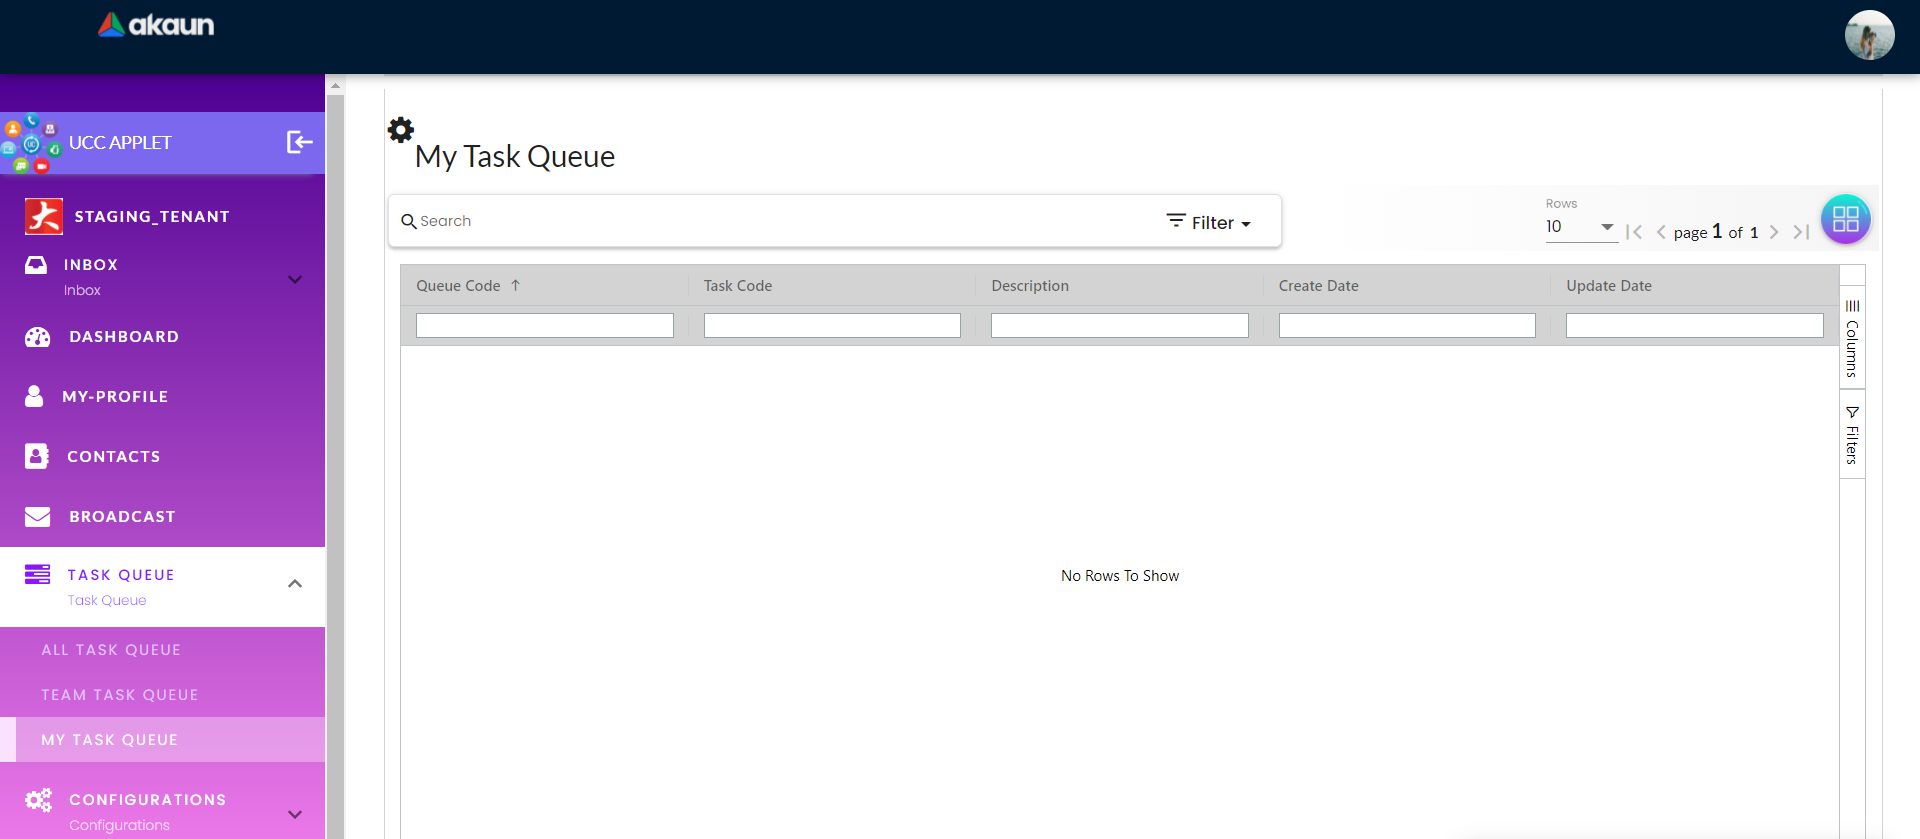 akaun
UCC APPLET
STAGING_TENANT
INBOX
Inbox
DASHBOARD
MY-PROFILE
CONTACTS
BROADCAST
TASK QUEUE
Task Queue
ALL TASK QUEUE
TEAM TASK QUEUE
MY TASK QUEUE
CONFIGURATIONS
Configurations
My Task Queue
Search
Filter
Rows
10
page 1 of 1
Queue Code Task Code Description Create Date Update Date
No Rows To Show
Columns
Filters